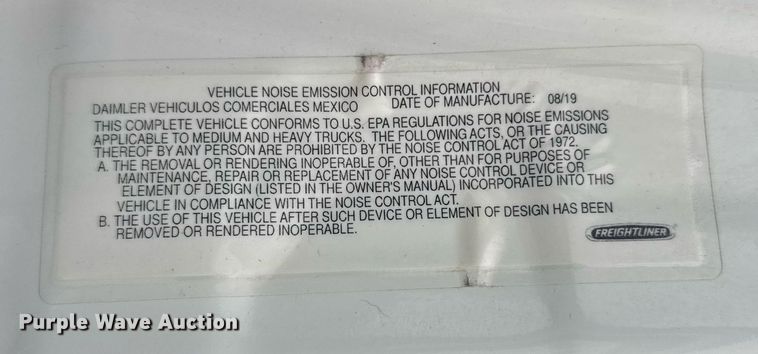 VEHICLE NOISE EMISSION CONTROL INFORMATION
DAIMLER VEHICULOS COMERCIALES MEXICO DATE OF MANUFACTURE: 08/19
THIS COMPLETE VEHICLE CONFORMS TO U.S. EPA REGULATIONS FOR NOISE EMISSIONS
APPLICABLE TO MEDIUM AND HEAVY TRUCKS. THE FOLLOWING ACTS, OR THE CAUSING
THEREOF BY ANY PERSON ARE PROHIBITED BY THE NOISE CONTROL ACT OF 1972.
A. THE REMOVAL OR RENDERING INOPERABLE OF, OTHER THAN FOR PURPOSES OF
MAINTENANCE, REPAIR OR REPLACEMENT OF ANY NOISE CONTROL DEVICE OR
ELEMENT OF DESIGN (LISTED IN THE OWNER'S MANUAL) INCORPORATED INTO THIS
VEHICLE IN COMPLIANCE WITH THE NOISE CONTROL ACT.
B. THE USE OF THIS VEHICLE AFTER SUCH DEVICE OR ELEMENT OF DESIGN HAS BEEN
REMOVED OR RENDERED INOPERABLE.
FREIGHTLINER
Purple Wave Auction